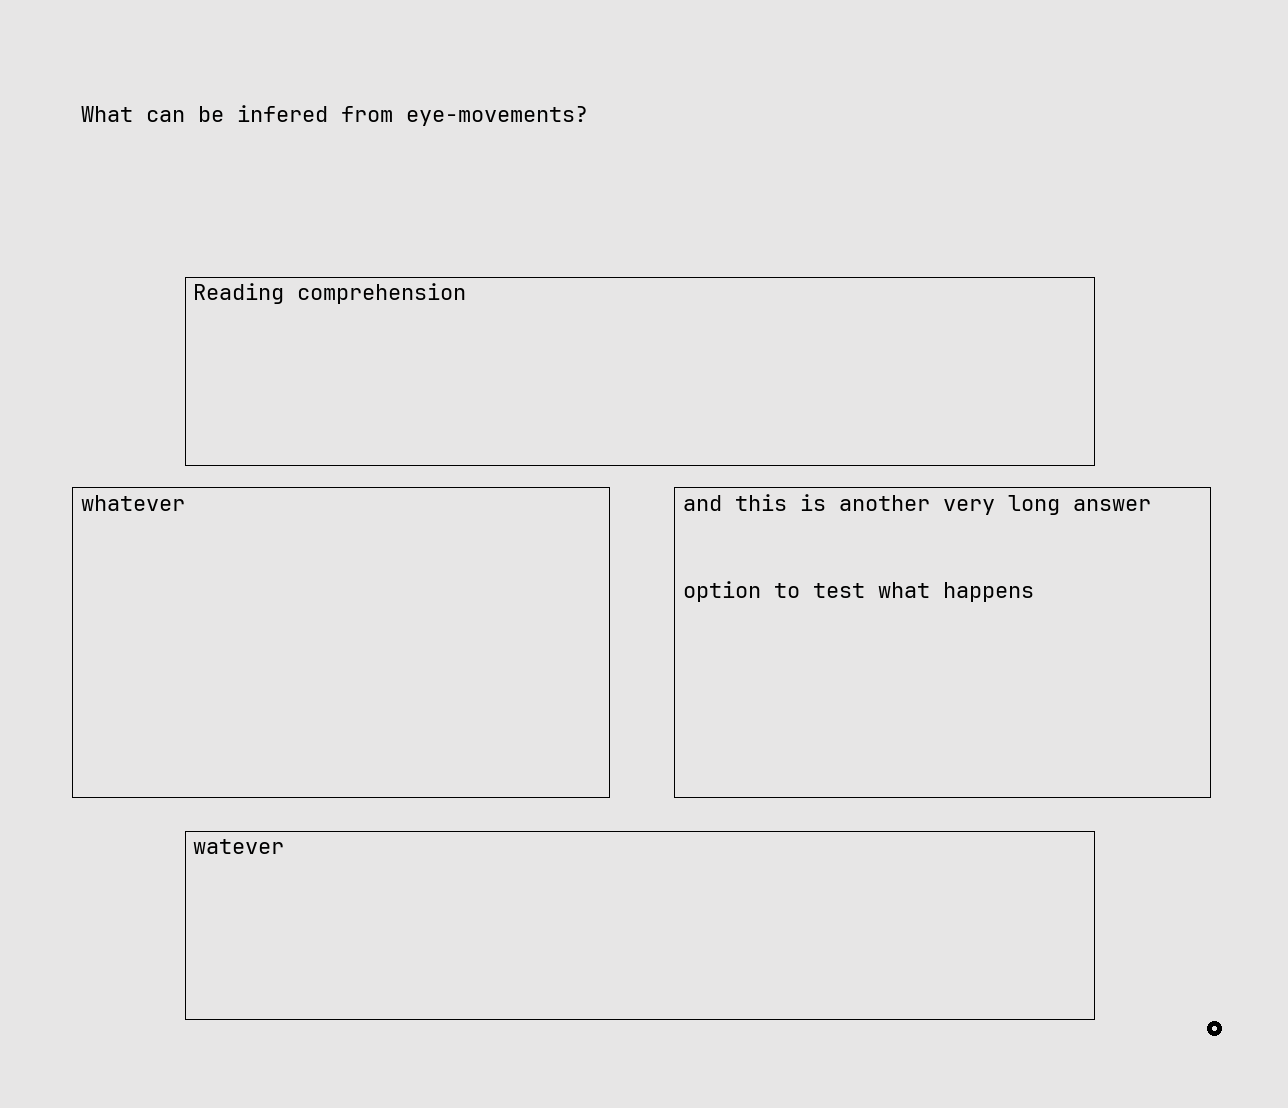 What can be infered from eye-movements?
Reading comprehension
whatever
and this is another very long answer
option to test what happens
watever